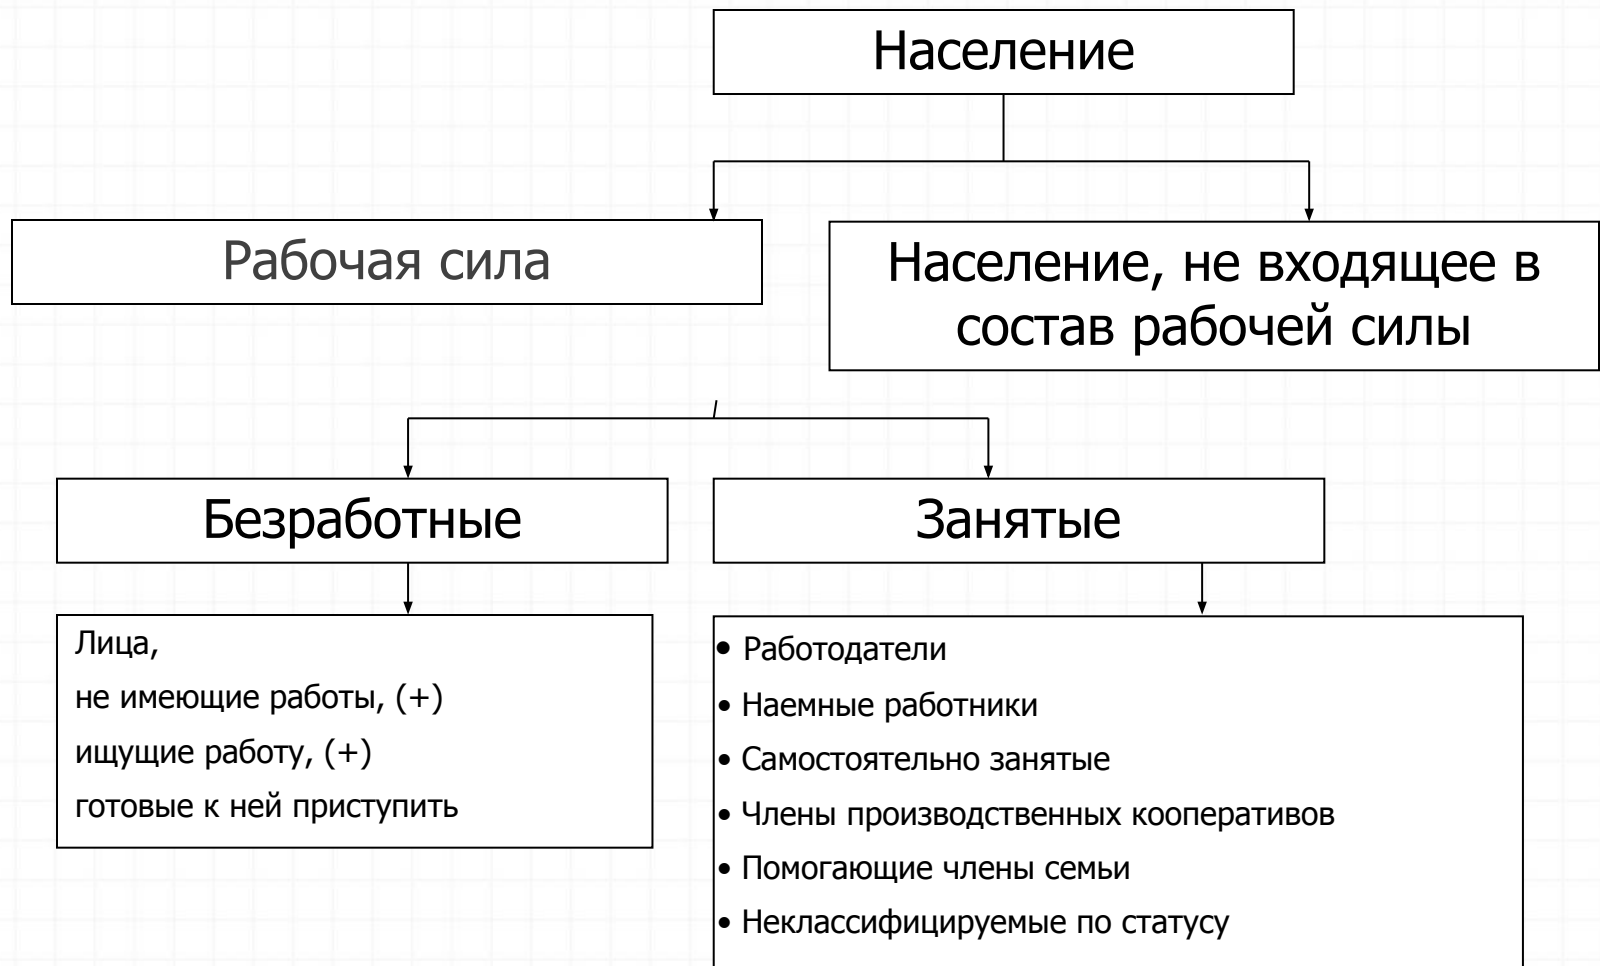 Население
Рабочая сила
Население, не входящее в
состав рабочей силы
Безработные
Занятые
Лица,
не имеющие работы, (+)
ищущие работу, (+)
готовые к ней приступить
• Работодатели
• Наемные работники
• Самостоятельно занятые
• Члены производственных кооперативов
• Помогающие члены семьи
• Неклассифицируемые по статусу